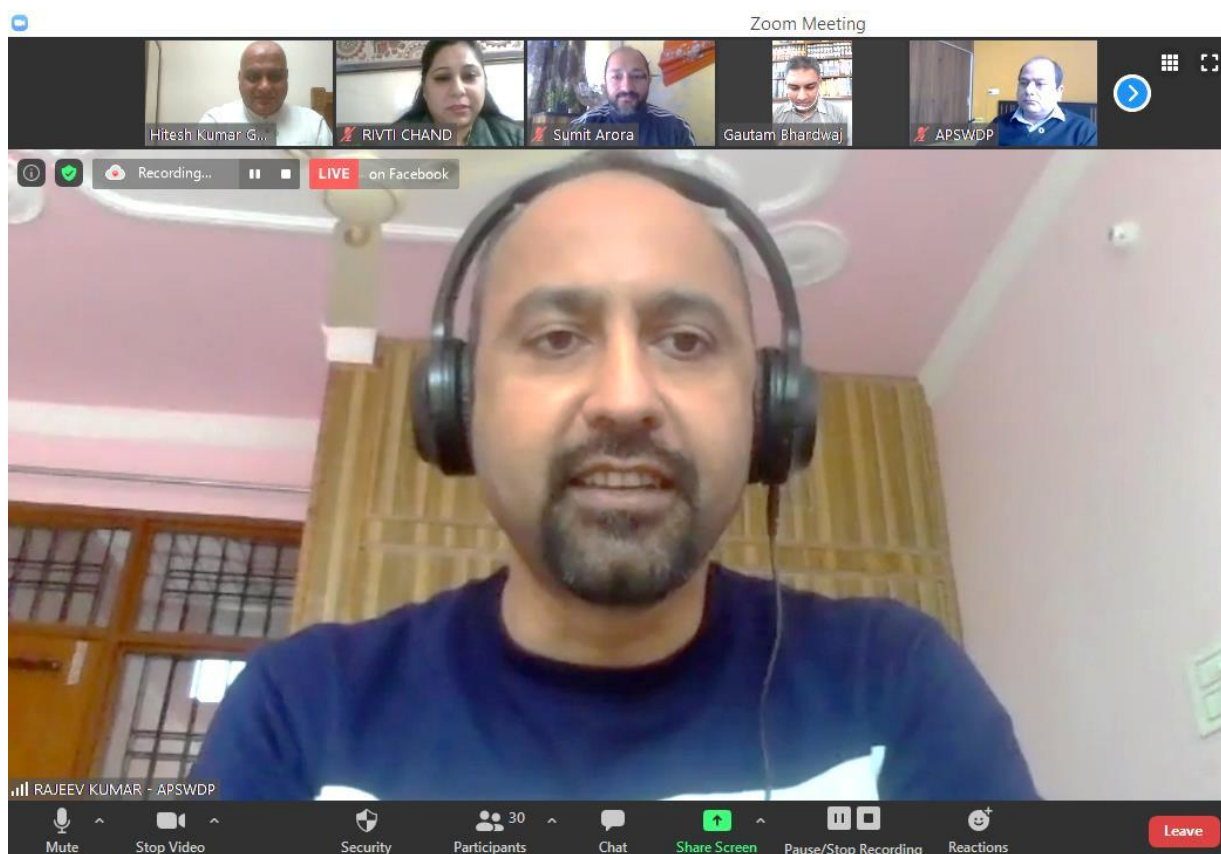 Zoom Meeting
Hitesh Kumar G...
RIVTI CHAND
Sumit Arora
Gautam Bhardwaj
APSWDP
Recording...
LIVE on Facebook
RAJEEV KUMAR - APSWDP
30
Mute
Stop Video
Security
Participants
Chat
Share Screen
Pause/Stop Recording
Reactions
Leave